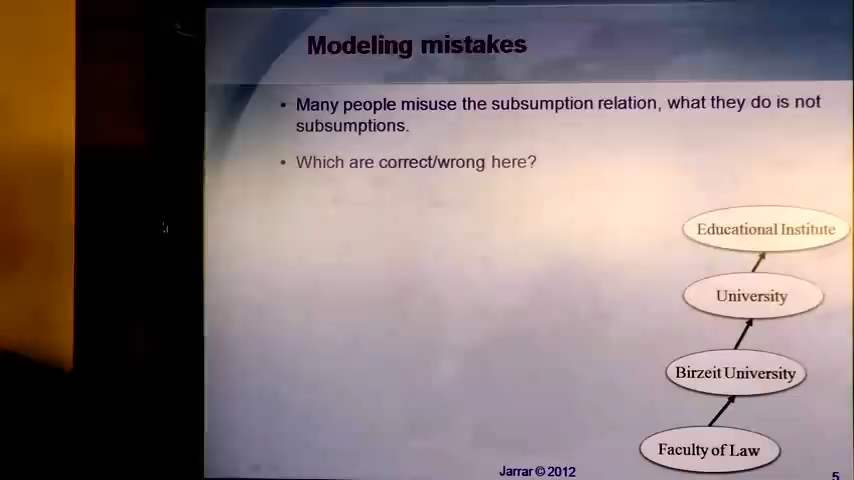 Modeling mistakes
• Many people misuse the subsumption relation, what they do is not
subsumptions.
• Which are correct/wrong here?
Educational Institute
University
Birzeit University
Faculty of Law
Jarrar © 2012
5